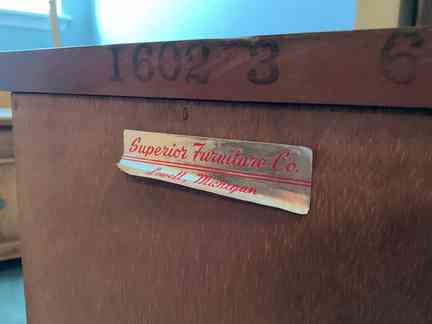 1602 3 6
Superior Furniture Co.
Lowell, Michigan